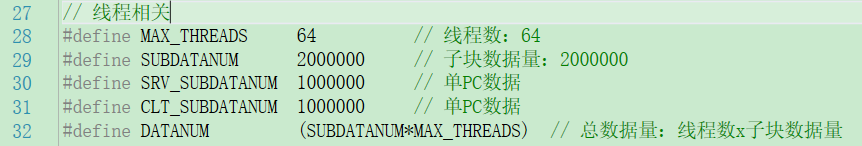 27 // 线程相关
28 #define MAX_THREADS 64 // 线程数：64
29 #define SUBDATANUM 2000000 // 子块数据量：2000000
30 #define SRV_SUBDATANUM 1000000 // 单PC数据
31 #define CLT_SUBDATANUM 1000000 // 单PC数据
32 #define DATANUM (SUBDATANUM*MAX_THREADS) // 总数据量：线程数x子块数据量